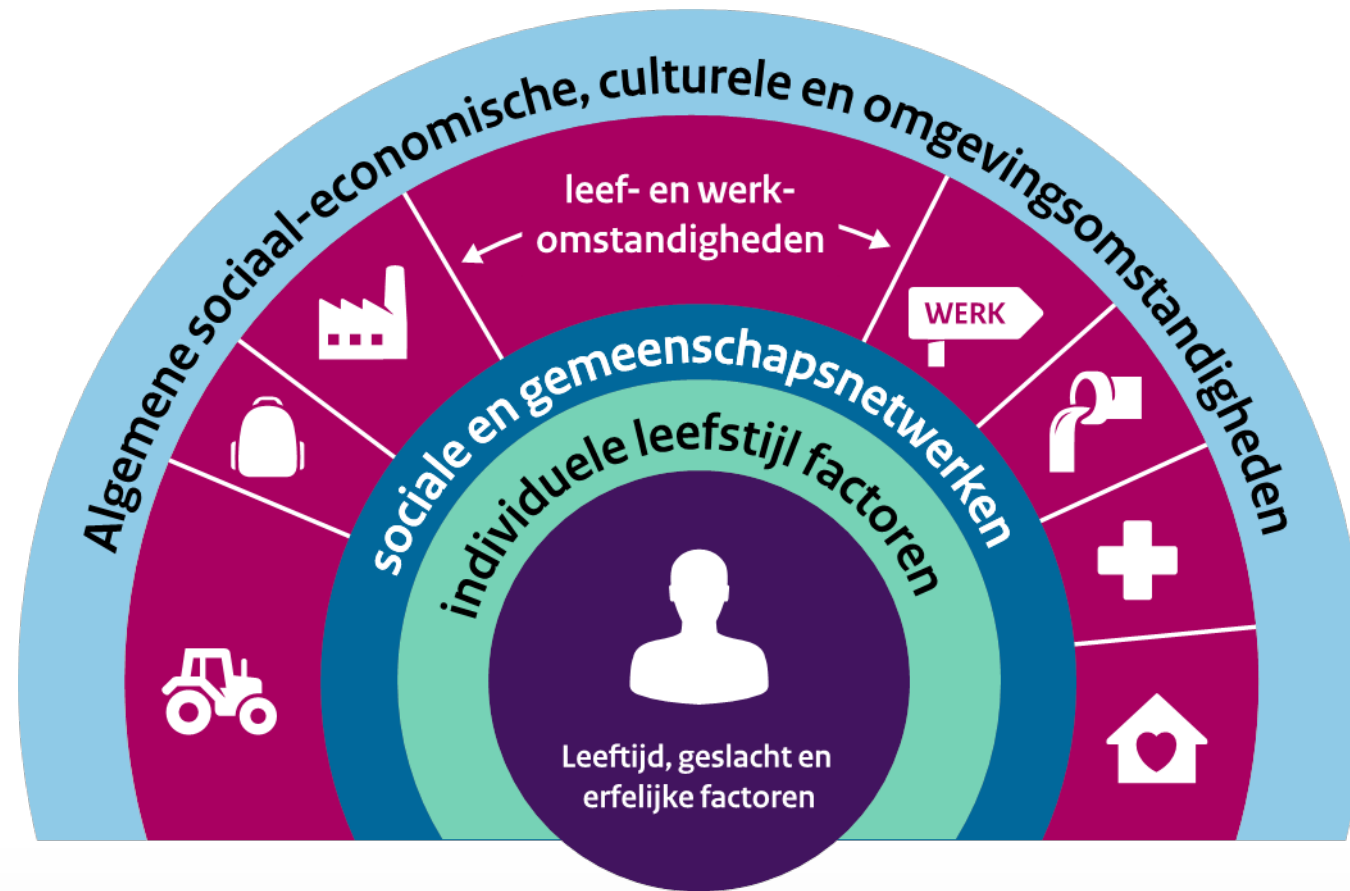 Algemene sociaal-economische, culturele en omgevingsomstandigheden
leef- en werk-
omstandigheden
WERK
sociale en gemeenschapsnetwerken
individuele leefstijl factoren
Leeftijd, geslacht en
erfelijke factoren